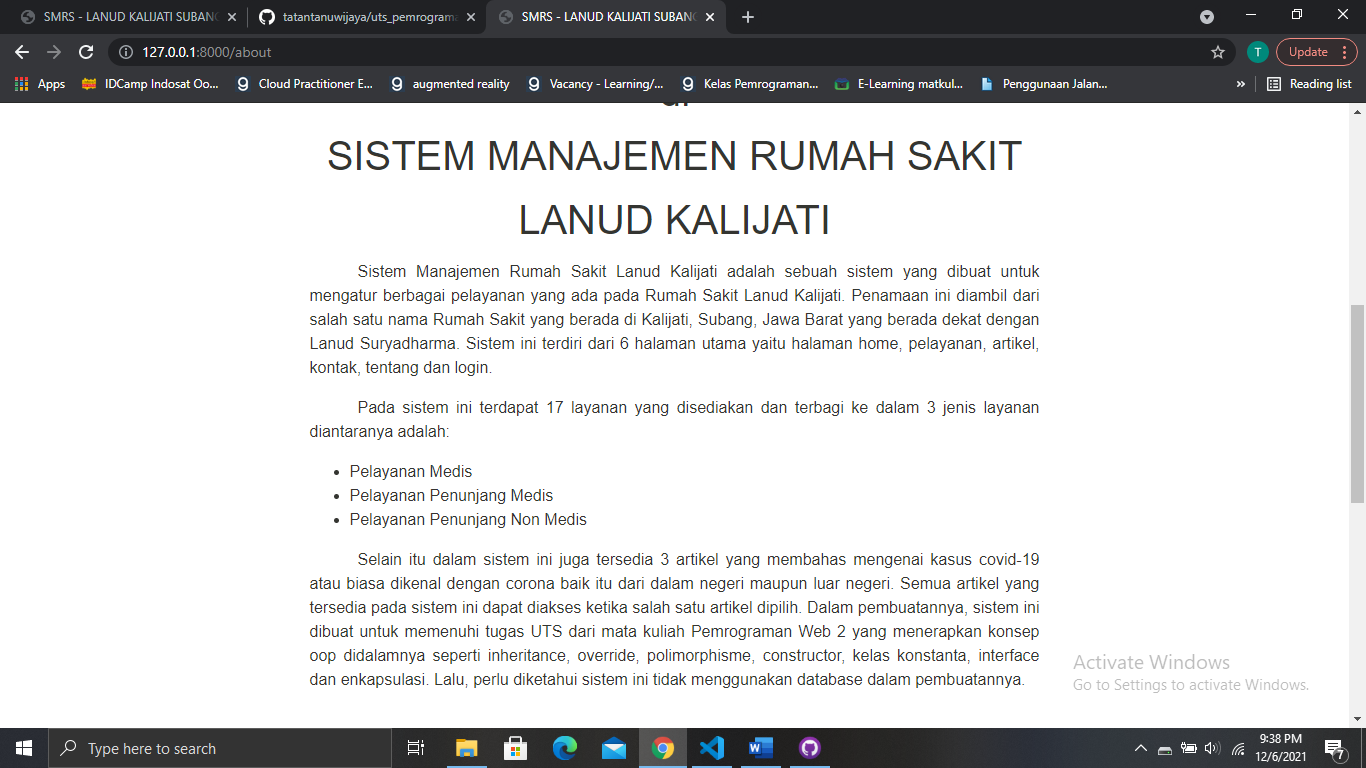 SMRS - LANUD KALIJATI SUBANG
tatantanuwijaya/uts_pemrograma
SMRS - LANUD KALIJATI SUBANG
127.0.0.1:8000/about
T
Update
Apps
IDCamp Indosat Oo...
Cloud Practitioner E...
augmented reality
Vacancy - Learning/...
Kelas Pemrograman...
E-Learning matkul...
Penggunaan Jalan...
»
Reading list
SISTEM MANAJEMEN RUMAH SAKIT
LANUD KALIJATI
Sistem Manajemen Rumah Sakit Lanud Kalijati adalah sebuah sistem yang dibuat untuk
mengatur berbagai pelayanan yang ada pada Rumah Sakit Lanud Kalijati. Penamaan ini diambil dari
salah satu nama Rumah Sakit yang berada di Kalijati, Subang, Jawa Barat yang berada dekat dengan
Lanud Suryadharma. Sistem ini terdiri dari 6 halaman utama yaitu halaman home, pelayanan, artikel,
kontak, tentang dan login.
Pada sistem ini terdapat 17 layanan yang disediakan dan terbagi ke dalam 3 jenis layanan
diantaranya adalah:
• Pelayanan Medis
• Pelayanan Penunjang Medis
• Pelayanan Penunjang Non Medis
Selain itu dalam sistem ini juga tersedia 3 artikel yang membahas mengenai kasus covid-19
atau biasa dikenal dengan corona baik itu dari dalam negeri maupun luar negeri. Semua artikel yang
tersedia pada sistem ini dapat diakses ketika salah satu artikel dipilih. Dalam pembuatannya, sistem ini
dibuat untuk memenuhi tugas UTS dari mata kuliah Pemrograman Web 2 yang menerapkan konsep
oop didalamnya seperti inheritance, override, polimorphisme, constructor, kelas konstanta, interface
dan enkapsulasi. Lalu, perlu diketahui sistem ini tidak menggunakan database dalam pembuatannya.
Activate Windows
Go to Settings to activate Windows.
Type here to search
9:38 PM
12/6/2021
7